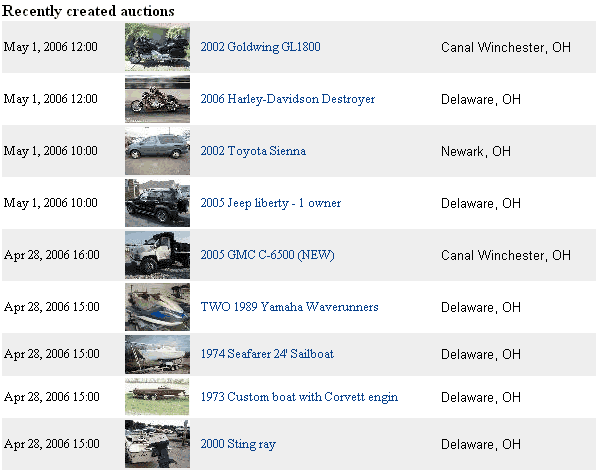 Recently created auctions
May 1, 2006 12:00 2002 Goldwing GL1800 Canal Winchester, OH
May 1, 2006 12:00 2006 Harley-Davidson Destroyer Delaware, OH
May 1, 2006 10:00 2002 Toyota Sienna Newark, OH
May 1, 2006 10:00 2005 Jeep liberty - 1 owner Delaware, OH
Apr 28, 2006 16:00 2005 GMC C-6500 (NEW) Canal Winchester, OH
Apr 28, 2006 15:00 TWO 1989 Yamaha Waverunners Delaware, OH
Apr 28, 2006 15:00 1974 Seafarer 24' Sailboat Delaware, OH
Apr 28, 2006 15:00 1973 Custom boat with Corvett engin Delaware, OH
Apr 28, 2006 15:00 2000 Sting ray Delaware, OH